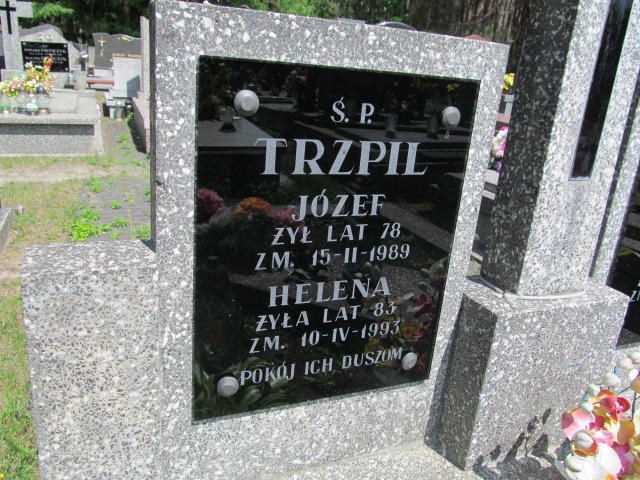 Ś. P.
TRZPIL
JÓZEF
ŻYŁ LAT 78
ZM. 15-II-1989
HELENA
ŻYŁA LAT 83
ZM. 10-IV-1993
POKÓJ ICH DUSZOM